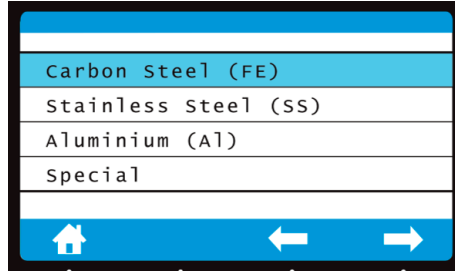 Carbon Steel (FE)
Stainless Steel (SS)
Aluminium (Al)
Special